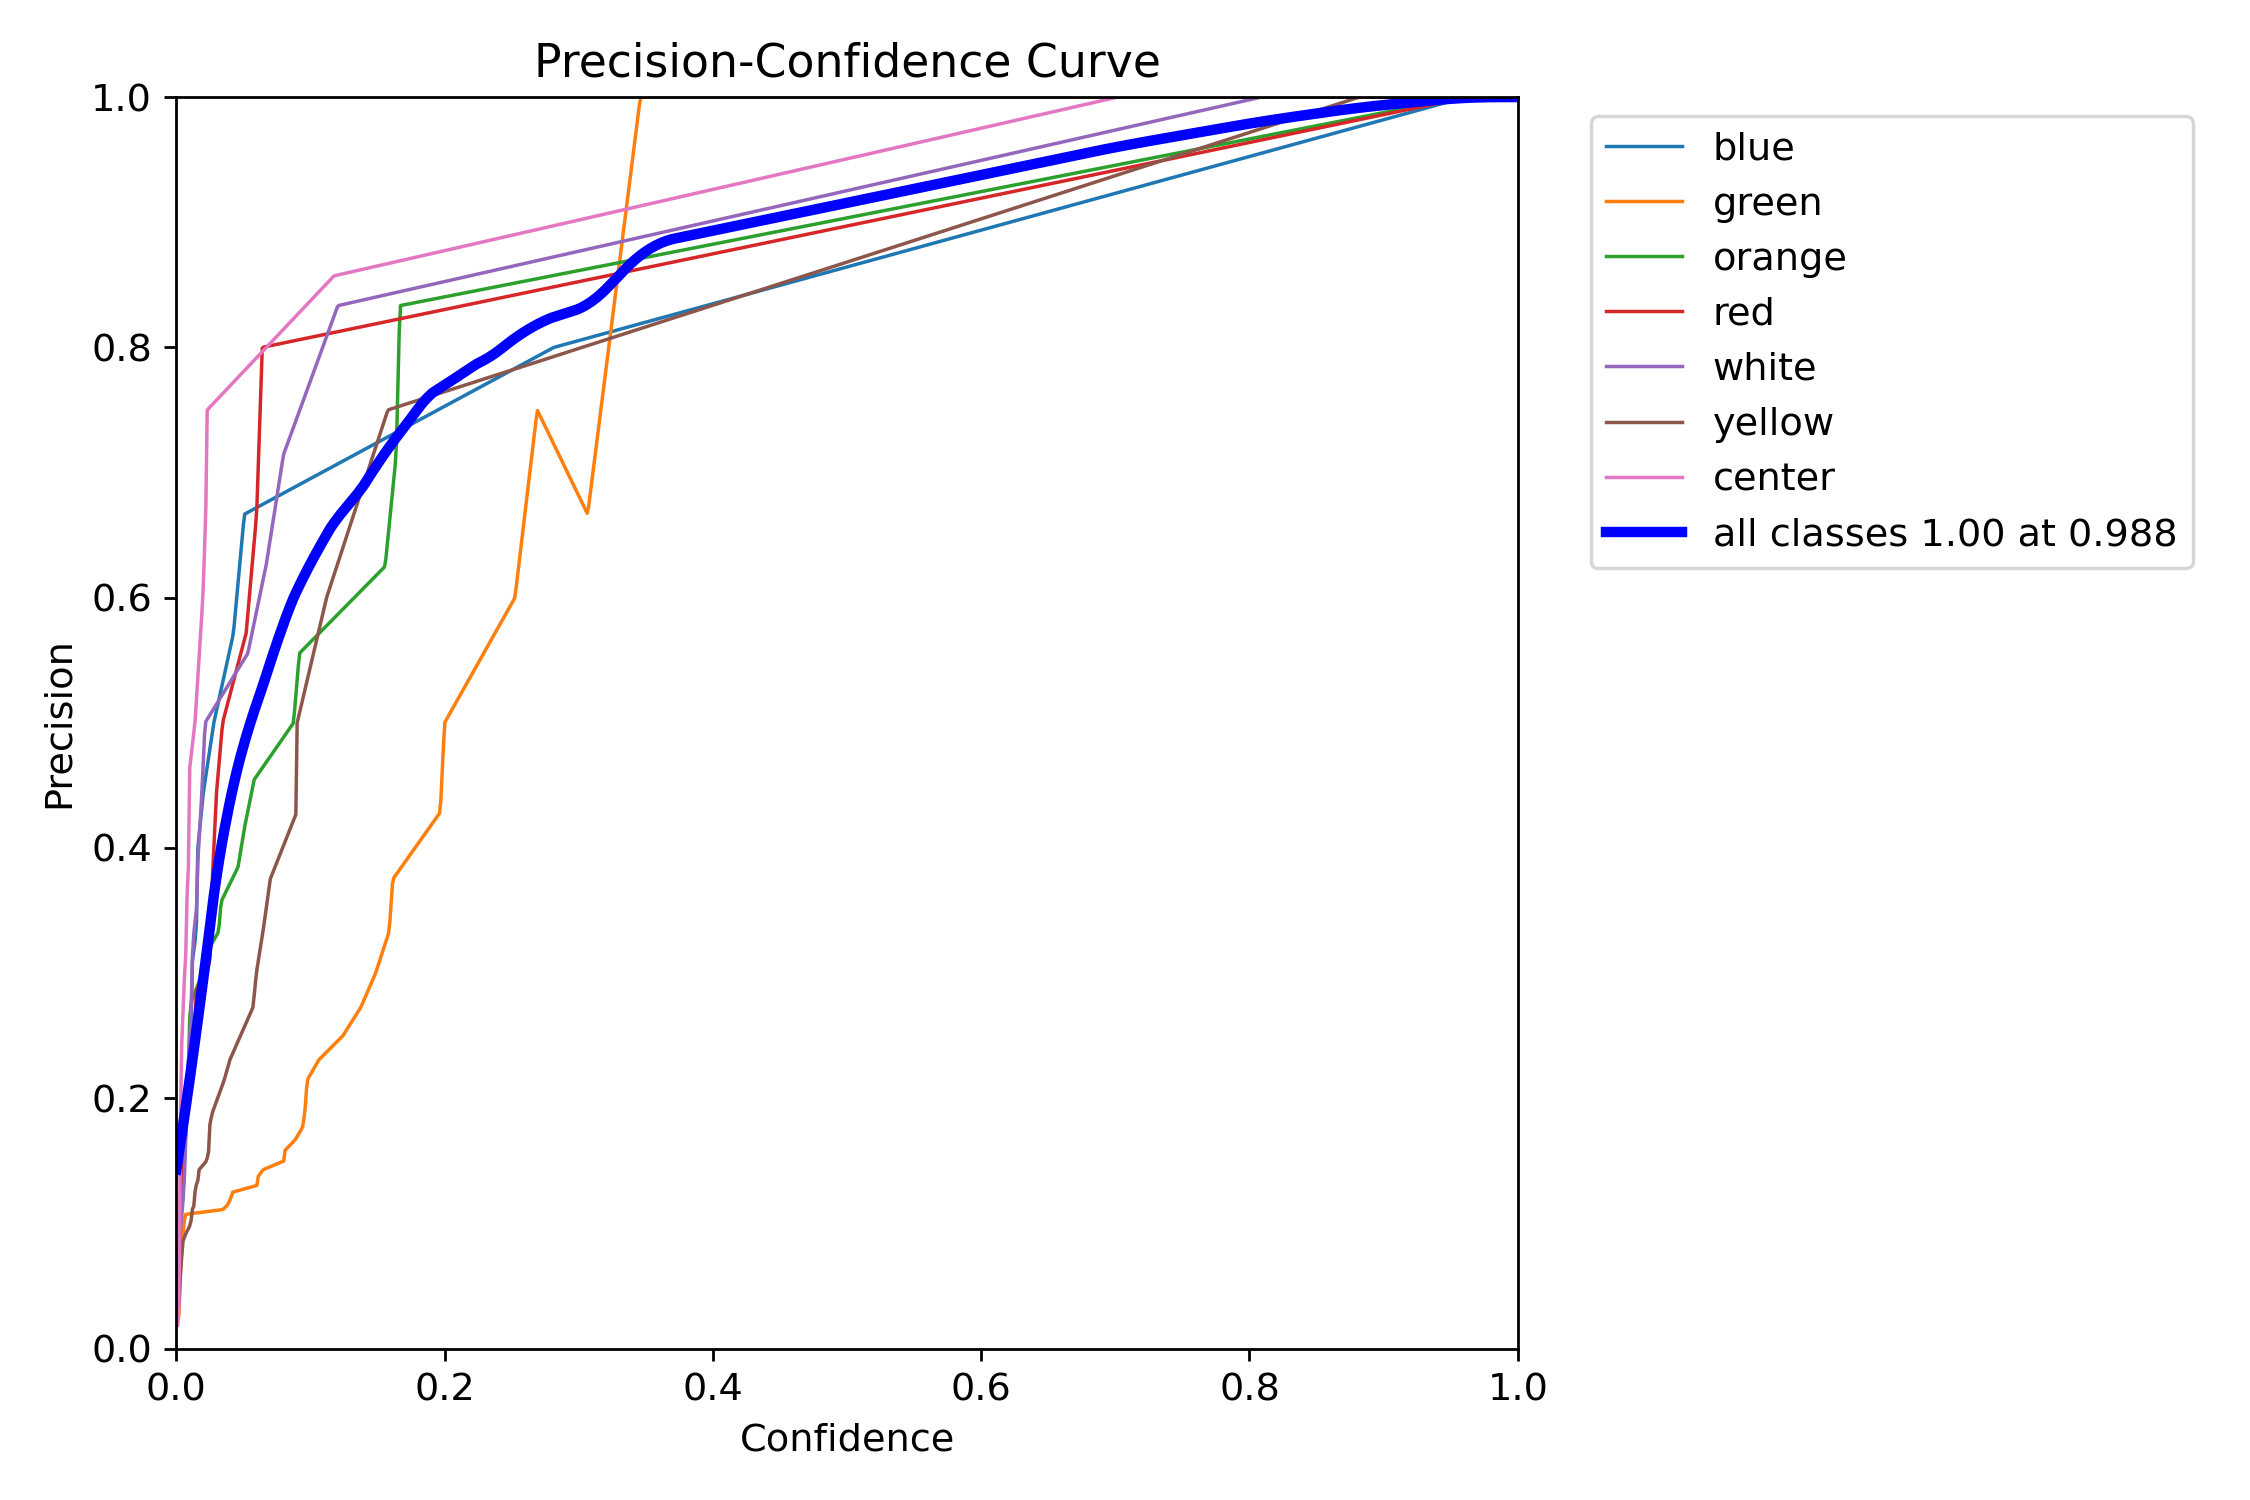 Precision-Confidence Curve
1.0
0.8
0.6
0.4
0.2
0.0
Precision
0.0 0.2 0.4 0.6 0.8 1.0
Confidence
blue
green
orange
red
white
yellow
center
all classes 1.00 at 0.988